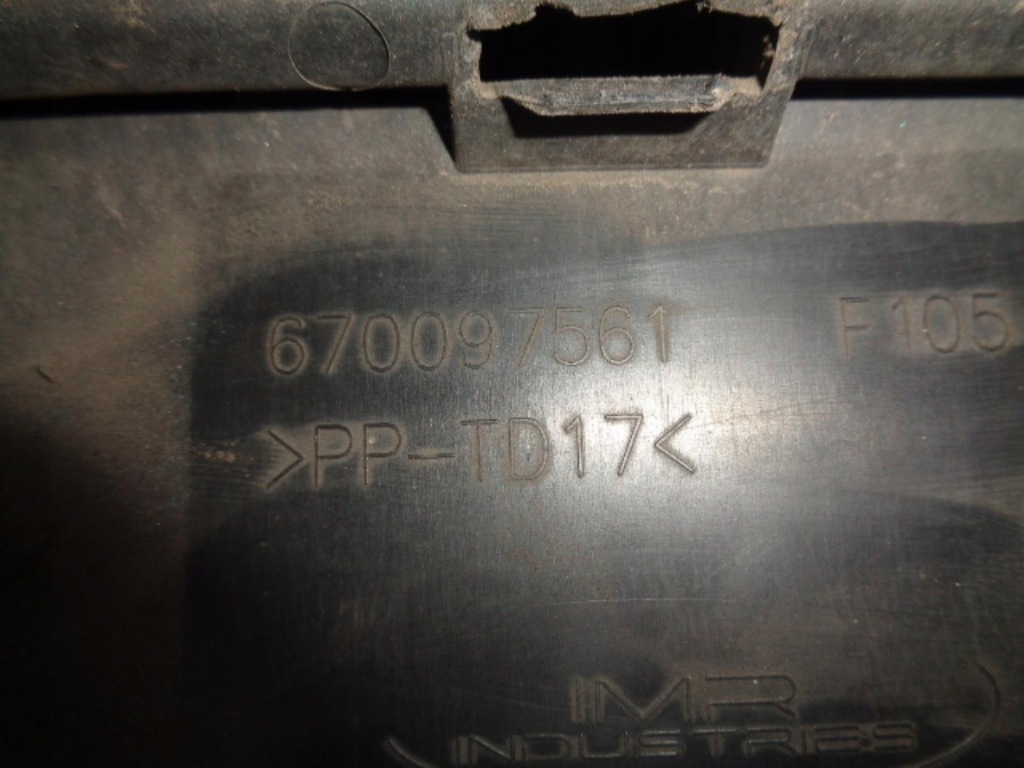 670097561 F105
>PP-TD17<
IMR
INDUSTRIES